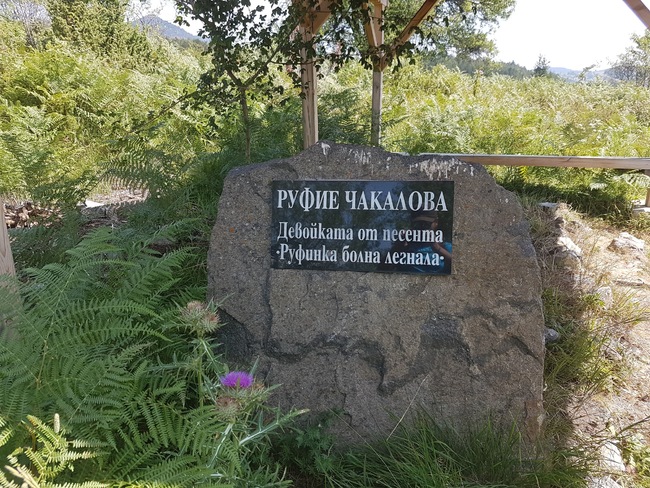 РУФИЕ ЧАКАЛОВА
Девойката от песента
·Руфинка болна легнала·